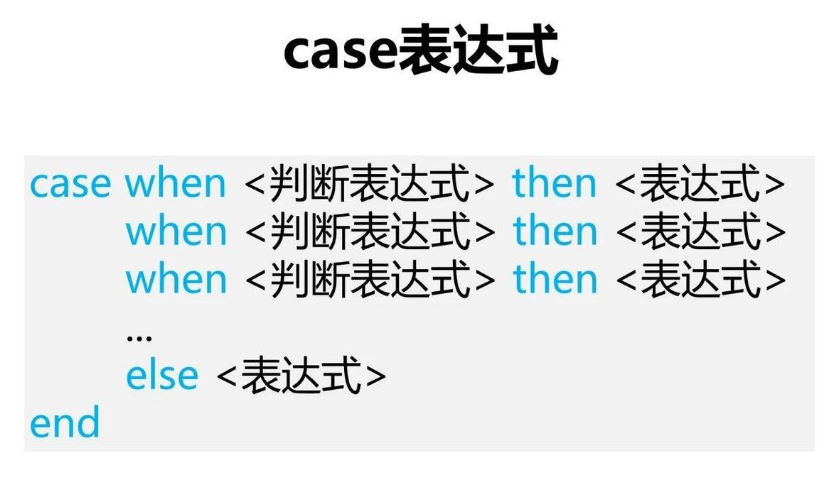 case表达式
case when <判断表达式> then <表达式>
when <判断表达式> then <表达式>
when <判断表达式> then <表达式>
...
else <表达式>
end